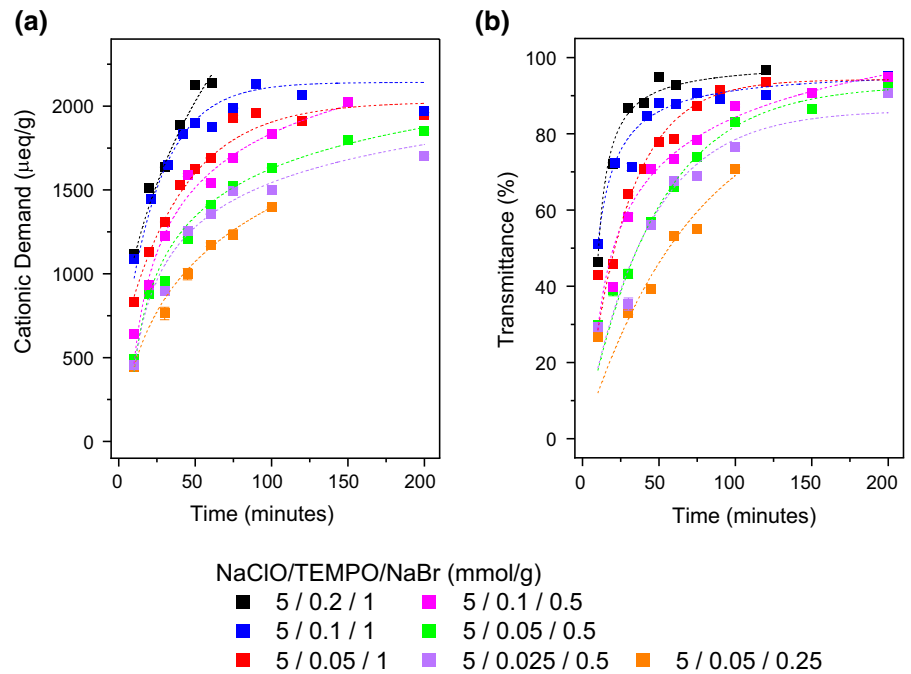 (a)
(b)
Cationic Demand (µeq/g)
2000
1500
1000
500
0
0 50 100 150 200
Time (minutes)
Transmittance (%)
100
80
60
40
20
0
0 50 100 150 200
Time (minutes)
NaClO/TEMPO/NaBr (mmol/g)
5 / 0.2 / 1 5 / 0.1 / 0.5
5 / 0.1 / 1 5 / 0.05 / 0.5
5 / 0.05 / 1 5 / 0.025 / 0.5 5 / 0.05 / 0.25